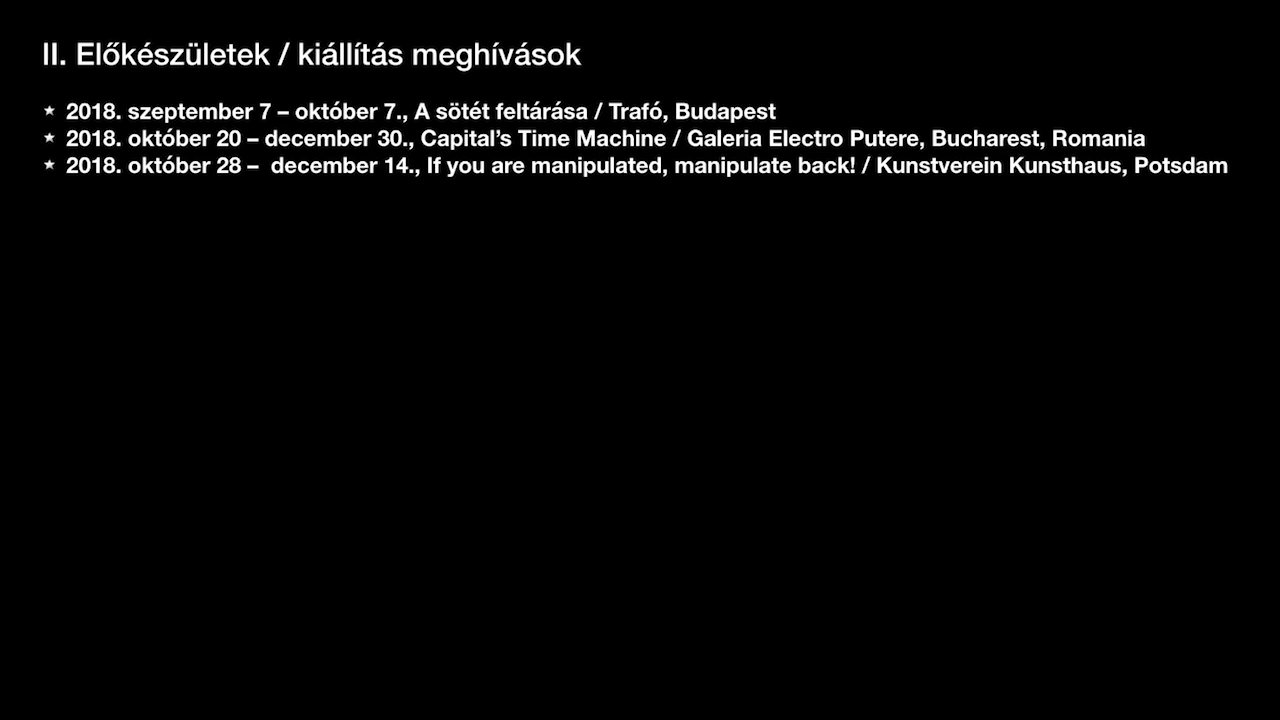 II. Előkészületek / kiállítás meghívások
★ 2018. szeptember 7 – október 7., A sötét feltárása / Trafó, Budapest
★ 2018. október 20 – december 30., Capital’s Time Machine / Galeria Electro Putere, Bucharest, Romania
★ 2018. október 28 –  december 14., If you are manipulated, manipulate back! / Kunstverein Kunsthaus, Potsdam